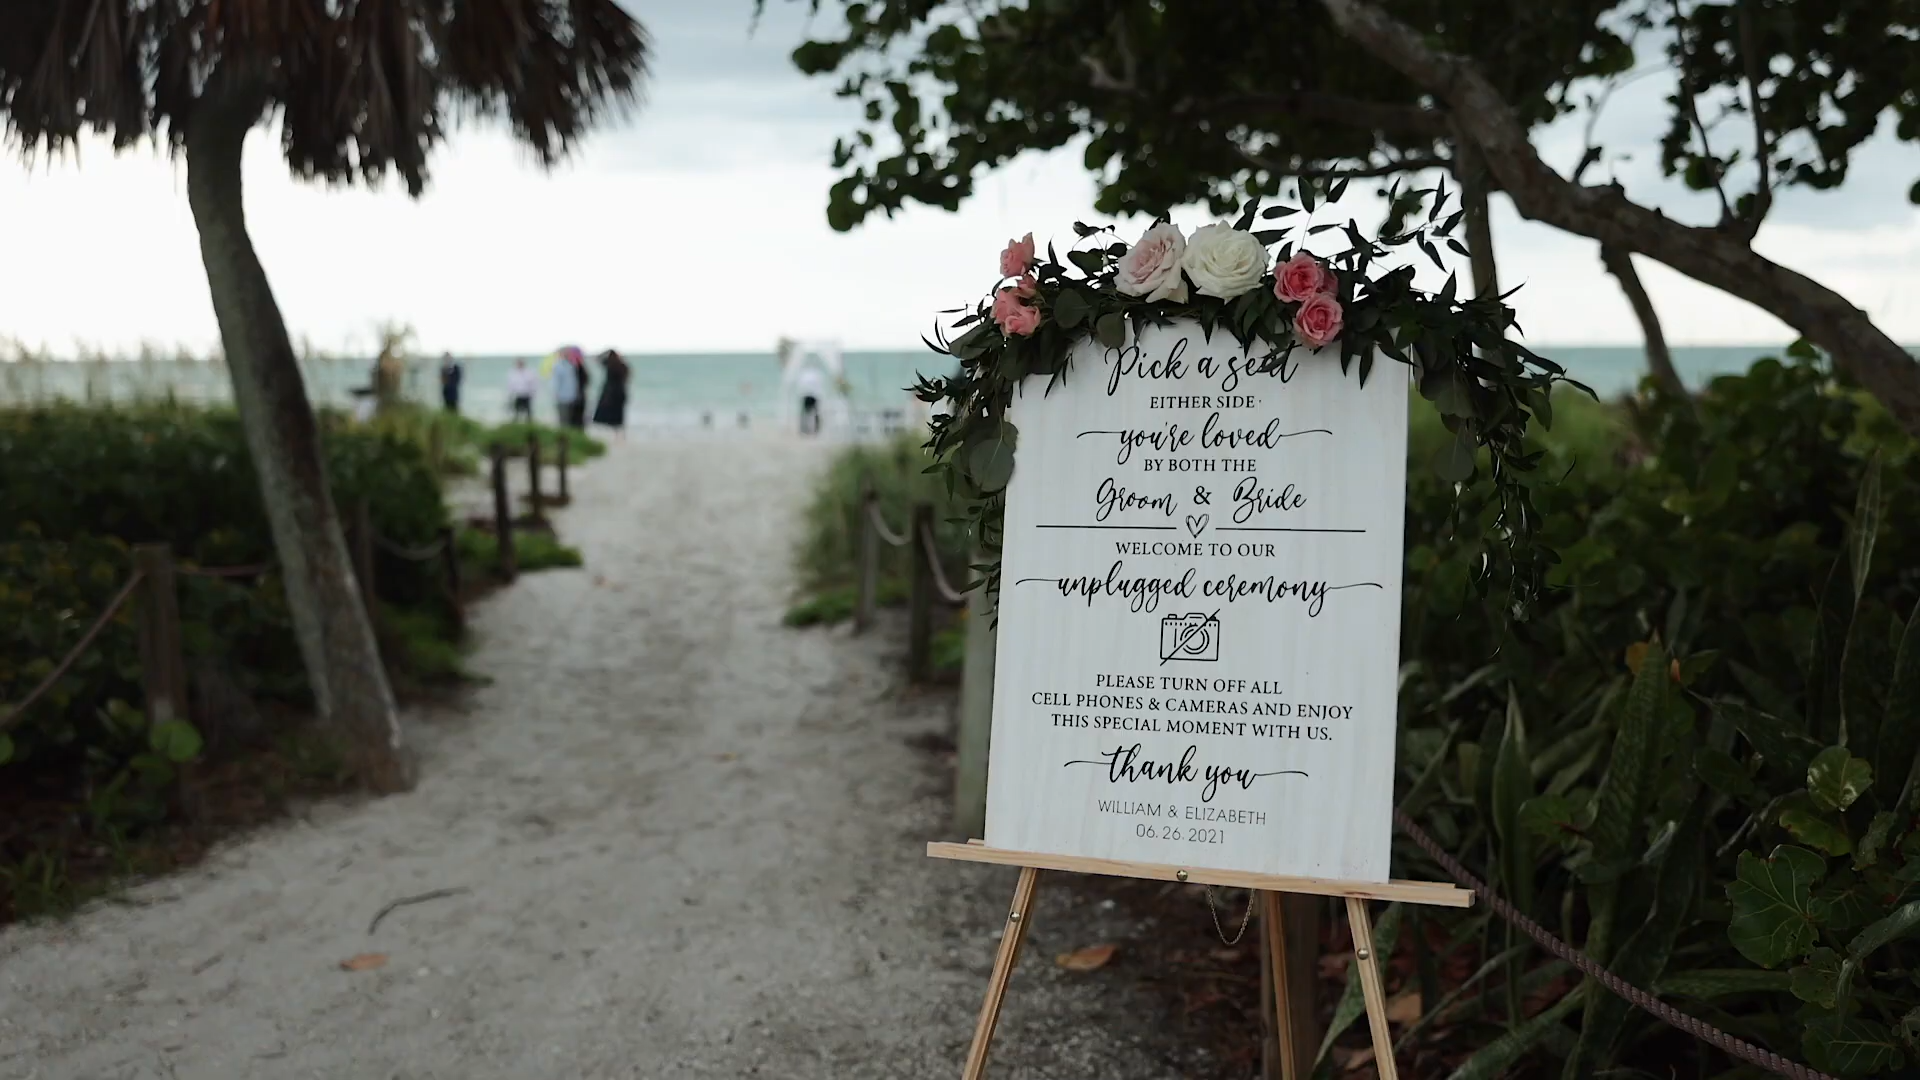 Pick a seat
EITHER SIDE
you're loved
BY BOTH THE
Groom & Bride
WELCOME TO OUR
unplugged ceremony
PLEASE TURN OFF ALL
CELL PHONES & CAMERAS AND ENJOY
THIS SPECIAL MOMENT WITH US.
thank you
WILLIAM & ELIZABETH
06.26.2021